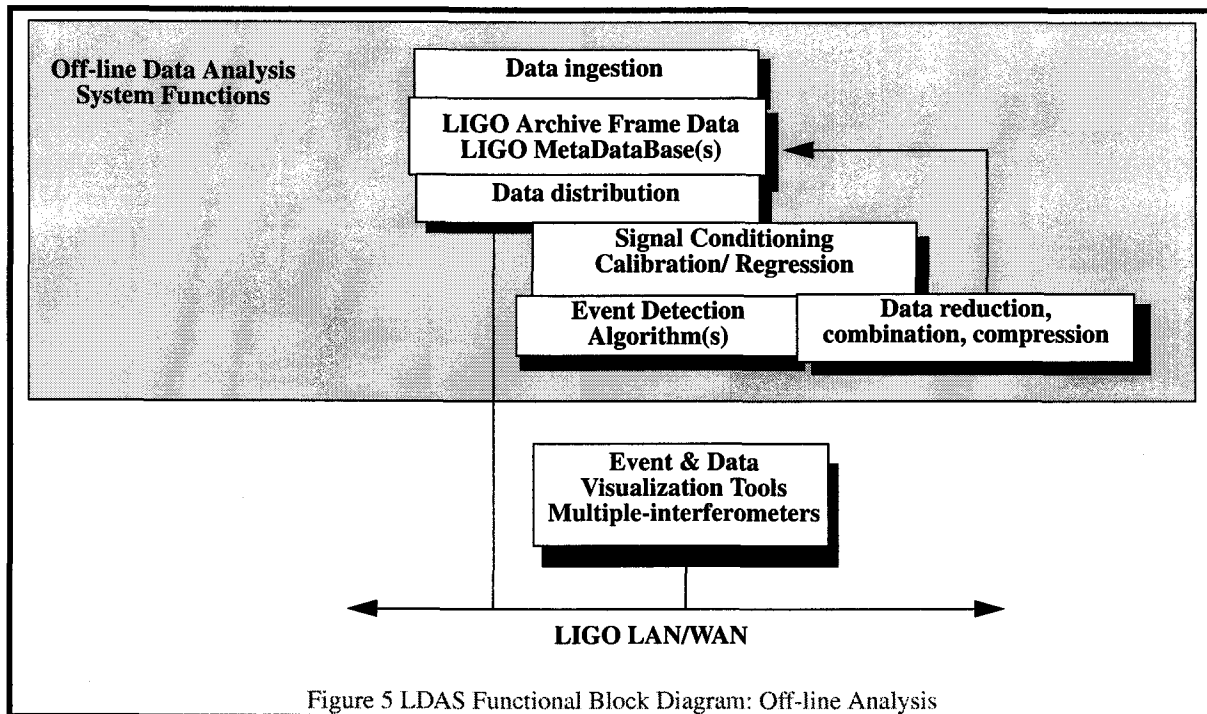 Off-line Data Analysis
System Functions
Data ingestion
LIGO Archive Frame Data
LIGO MetaDataBase(s)
Data distribution
Signal Conditioning
Calibration/ Regression
Event Detection
Algorithm(s)
Data reduction,
combination, compression
Event & Data
Visualization Tools
Multiple-interferometers
LIGO LAN/WAN
Figure 5 LDAS Functional Block Diagram: Off-line Analysis